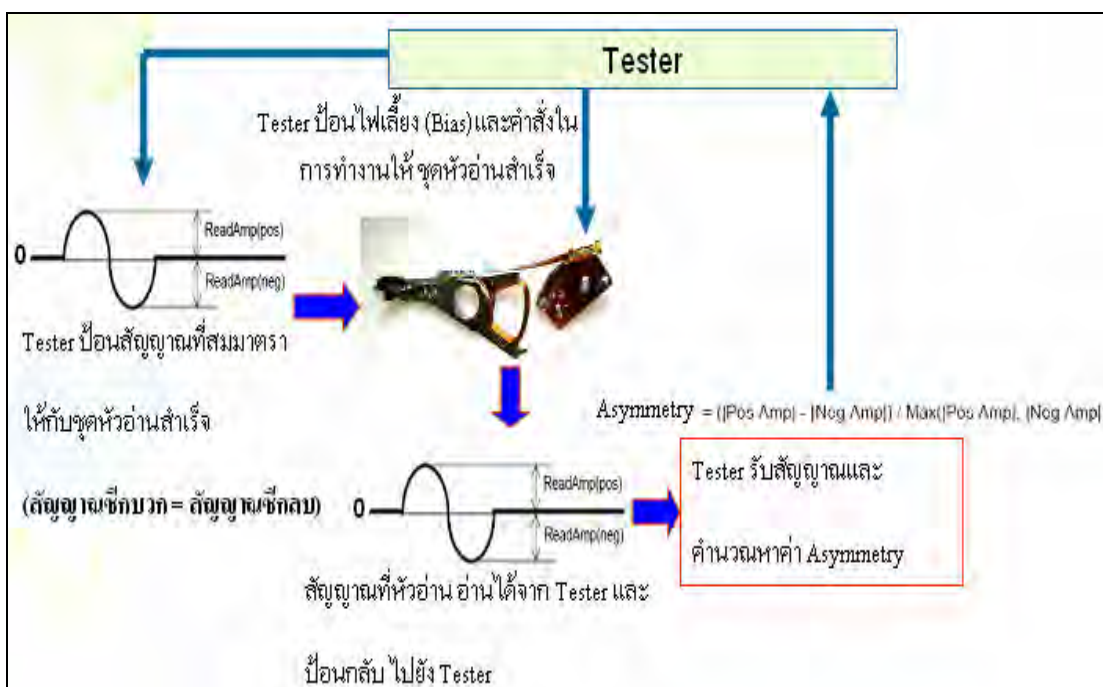 Tester
Tester ป้อนไฟเลี้ยง (Bias)และคำสั่งใน
การทำงานให้ ชุดหัวอ่านสำเร็จ
ReadAmp(pos)
0
ReadAmp(neg)
Tester ป้อนสัญญาณที่สมมาตรา
ให้กับชุดหัวอ่านสำเร็จ
(สัญญาณซีกบวก = สัญญาณซีกลบ)
Asymmetry = (|Pos Amp| - |Neg Amp|) / Max(|Pos Amp|, |Neg Amp|
ReadAmp(pos)
0
ReadAmp(neg)
Tester รับสัญญาณและ
คำนวณหาค่า Asymmetry
สัญญาณที่หัวอ่าน อ่านได้จาก Tester และ
ป้อนกลับ ไปยัง Tester